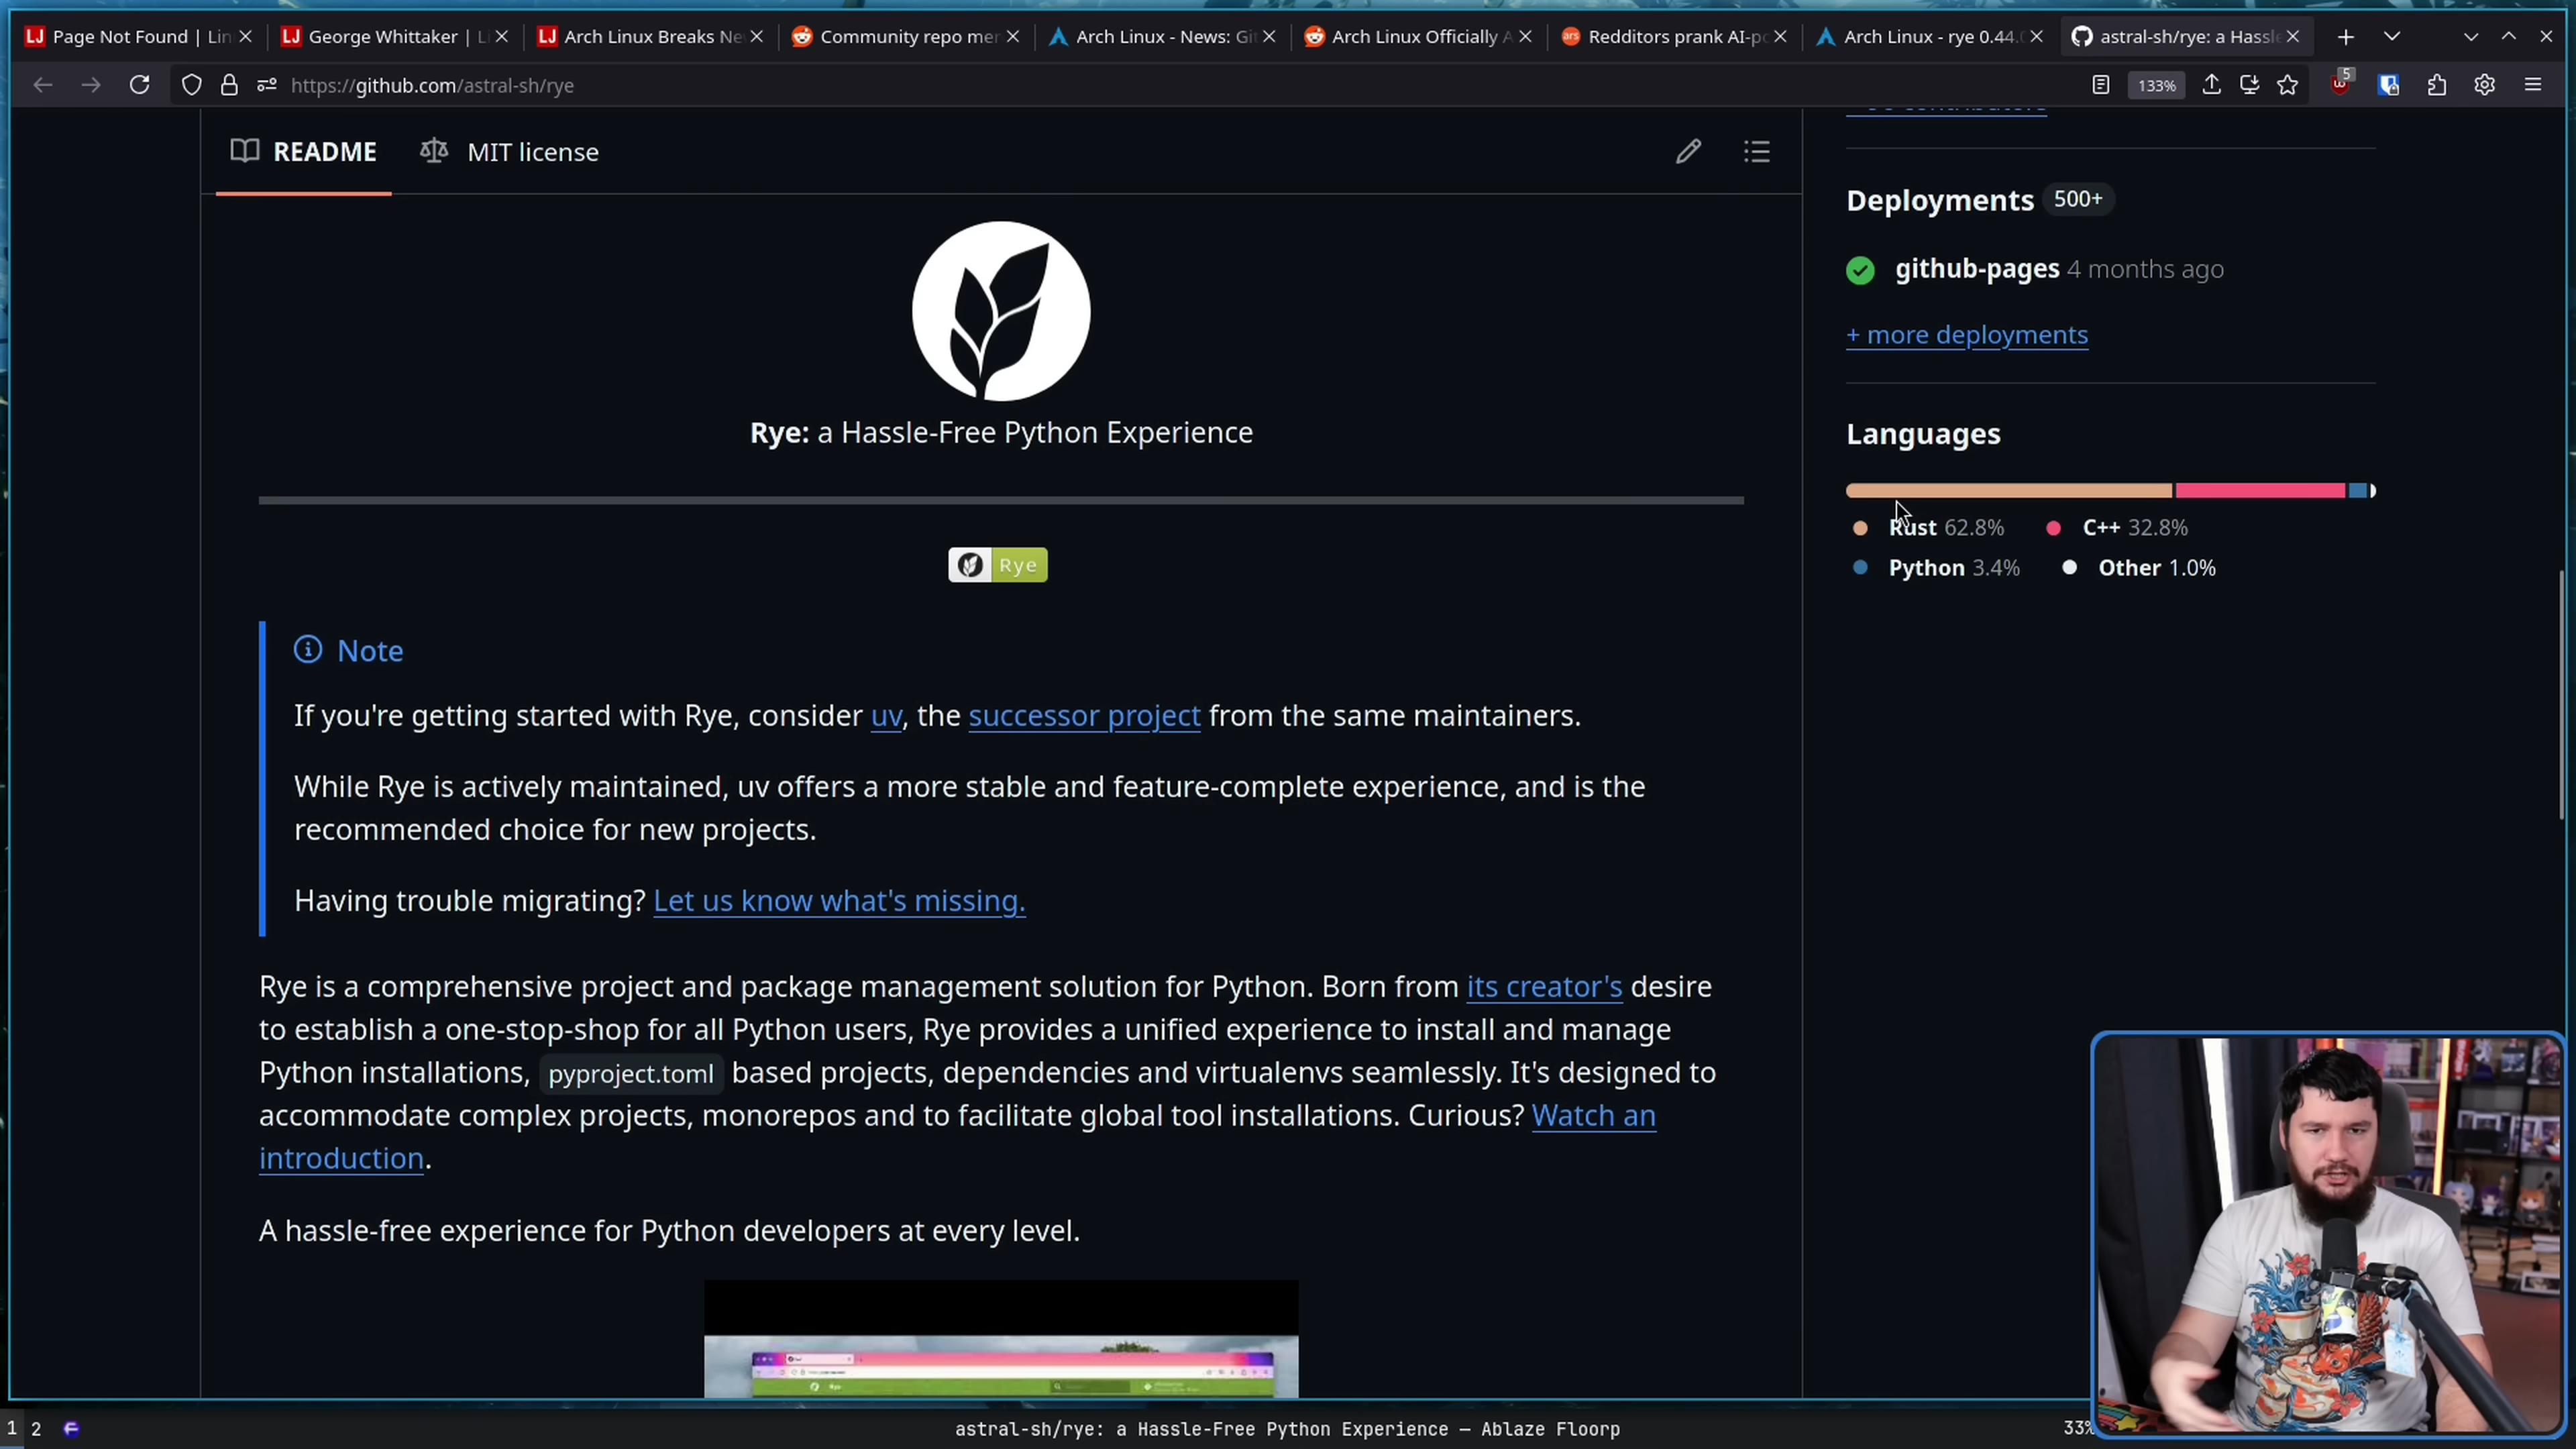 Page Not Found | Lin
George Whittaker | L
Arch Linux Breaks Ne
Community repo mer
Arch Linux - News: Git
Arch Linux Officially A
Redditors prank AI-po
Arch Linux - rye 0.44.0
astral-sh/rye: a Hassle
https://github.com/astral-sh/rye
133%
5
README
MIT license
Rye: a Hassle-Free Python Experience
Rye
Note
If you're getting started with Rye, consider uv, the successor project from the same maintainers.
While Rye is actively maintained, uv offers a more stable and feature-complete experience, and is the
recommended choice for new projects.
Having trouble migrating? Let us know what's missing.
Rye is a comprehensive project and package management solution for Python. Born from its creator's desire
to establish a one-stop-shop for all Python users, Rye provides a unified experience to install and manage
Python installations, pyproject.toml based projects, dependencies and virtualenvs seamlessly. It's designed to
accommodate complex projects, monorepos and to facilitate global tool installations. Curious? Watch an
introduction.
A hassle-free experience for Python developers at every level.
Deployments 500+
github-pages 4 months ago
+ more deployments
Languages
Rust 62.8% C++ 32.8%
Python 3.4% Other 1.0%
1 2
astral-sh/rye: a Hassle-Free Python Experience — Ablaze Floorp
33%